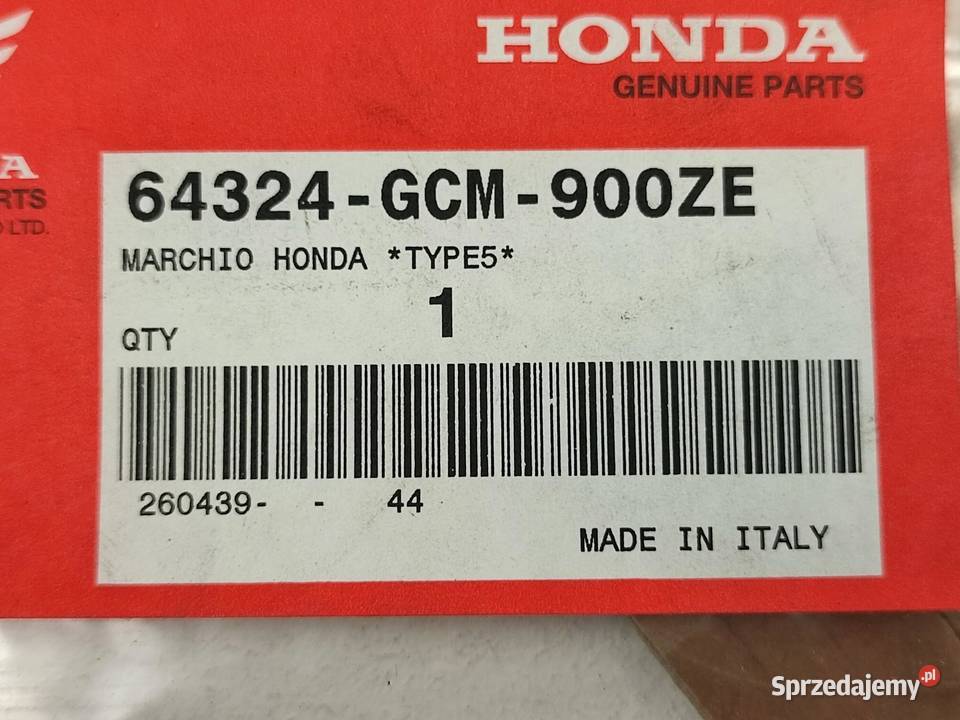 HONDA
GENUINE PARTS
A
RTS
LTD.
64324-GCM-900ZE
MARCHIO HONDA *TYPE5*
1
QTY
260439- - 44
MADE IN ITALY
Sprzedajemy.pl